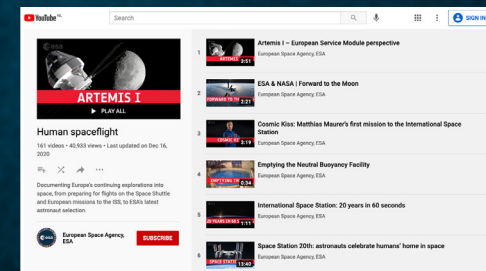 YouTube NL
Search
SIGN IN
esa
ARTEMIS I
PLAY ALL
Human spaceflight
161 videos • 40,933 views • Last updated on Dec 16,
2020
Documenting Europe's continuing explorations into
space, from preparing for flights on the Space Shuttle
and European missions to the ISS, to ESA's latest
astronaut selection.
esa
European Space Agency,
ESA
SUBSCRIBE
1
ARTEMIS
3:51
Artemis I – European Service Module perspective
European Space Agency, ESA
2
FORWARD TO TH
2:21
ESA & NASA | Forward to the Moon
European Space Agency, ESA
3
COSMIC KI
3:19
Cosmic Kiss: Matthias Maurer's first mission to the International Space
Station
European Space Agency, ESA
4
EMPTYING TH
0:34
Emptying the Neutral Buoyancy Facility
European Space Agency, ESA
5
20 YEARS IN 60 S
1:11
International Space Station: 20 years in 60 seconds
European Space Agency, ESA
6
SPACE STATI
13:40
Space Station 20th: astronauts celebrate humans' home in space
European Space Agency, ESA